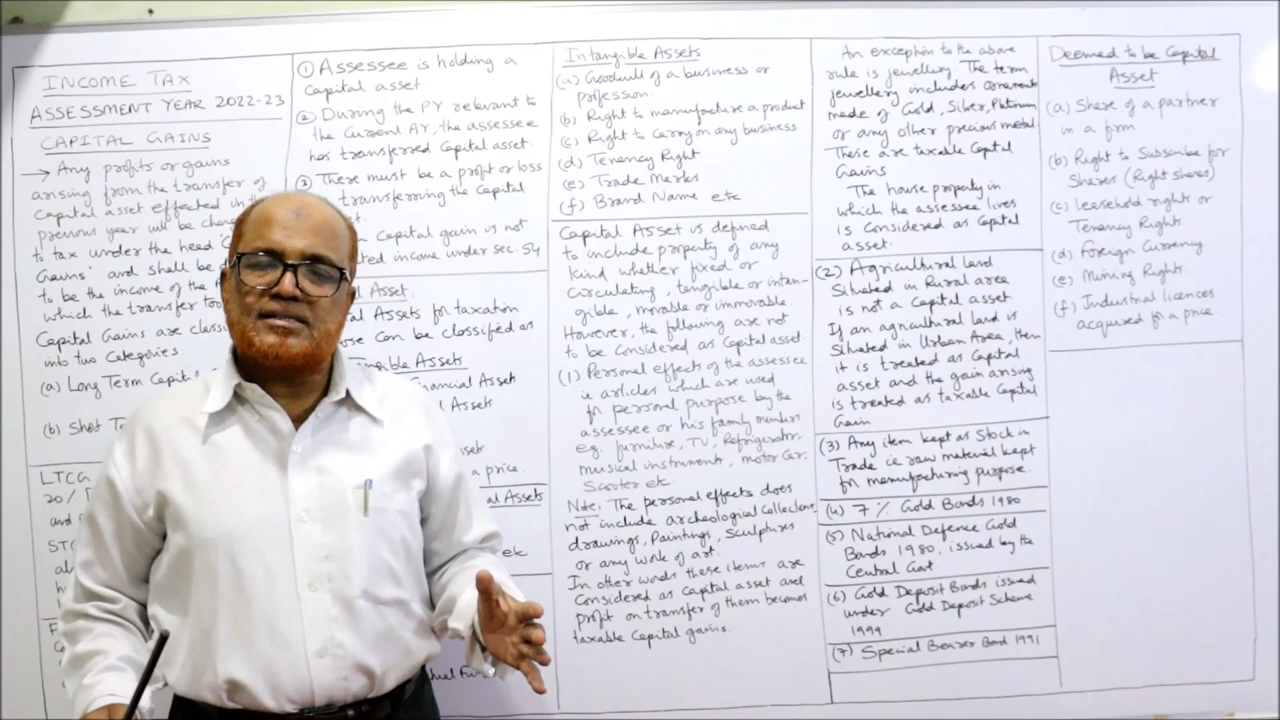 INCOME TAX
ASSESSMENT YEAR 2022-23
CAPITAL GAINS
→ Any profits or gains
arising from the transfer of
capital asset effected in the
previous year will be
to tax under the head
Gains' and shall be
to be the income of the
which the transfer
Capital Gains are
into two Categories.
(a) Long Term
(b)
LTCG
20%
and
(1) Assessee is holding a
Capital asset
(2) During the PY relevant to
the Current AY, the assessee
has transferred Capital asset.
(3) There must be a profit or loss
transferring the Capital
Capital gain is not
income under sec. 54
Asset.
Assets for taxation
can be classified as
Assets
Financial Asset
Assets
a price.
Assets
etc
Intangible Assets
(a) Goodwill of a business or
profession.
(b) Right to manufacture a product
(c) Right to carry on any business
(d) Tenancy Right
(e) Trade Marks
(f) Brand Name etc
Capital Asset is defined
to include property of any
kind whether fixed or
circulating, tangible or intan-
gible, movable or immovable.
However, the following are not
to be Considered as Capital asset.
(1) Personal effects of the assessee
ie articles which are used
for personal purpose by the
assessee or his family members
e.g. furniture, TV, Refrigerator,
musical instruments, motor car,
Scooter etc.
Note: The personal effects does
not include archeological Collections,
drawings, Paintings, Sculptures
or any work of art.
In other words these items are
Considered as Capital asset and
profit on transfer of them becomes
taxable Capital gains.
An exception to the above
rule is jewellery. The term
jewellery includes ornaments
made of Gold, Silver, Platinum
or any other precious metal.
These are taxable Capital
Gains
The house property in
which the assessee lives
is considered as Capital
asset.
(2) Agricultural land
Situated in Rural area
is not a Capital asset.
If an agricultural land is
Situated in Urban Area, then
it is treated as Capital
asset and the gain arising
is treated as taxable Capital
Gain
(3) Any item kept as Stock in
Trade ie raw material kept
for manufacturing purpose.
(4) 7% Gold Bonds 1980
(5) National Defence Gold
Bonds 1980, issued by the
Central Govt.
(6) Gold Deposit Bonds issued
under Gold Deposit Scheme
1999
(7) Special Bearer Bond 1991
Deemed to be Capital
Asset
(a) Share of a partner
in a firm.
(b) Right to Subscribe for
Shares (Right shares)
(c) leasehold rights or
Tenancy Rights.
(d) Foreign Currency
(e) Mining Rights.
(f) Industrial licences
acquired for a price.